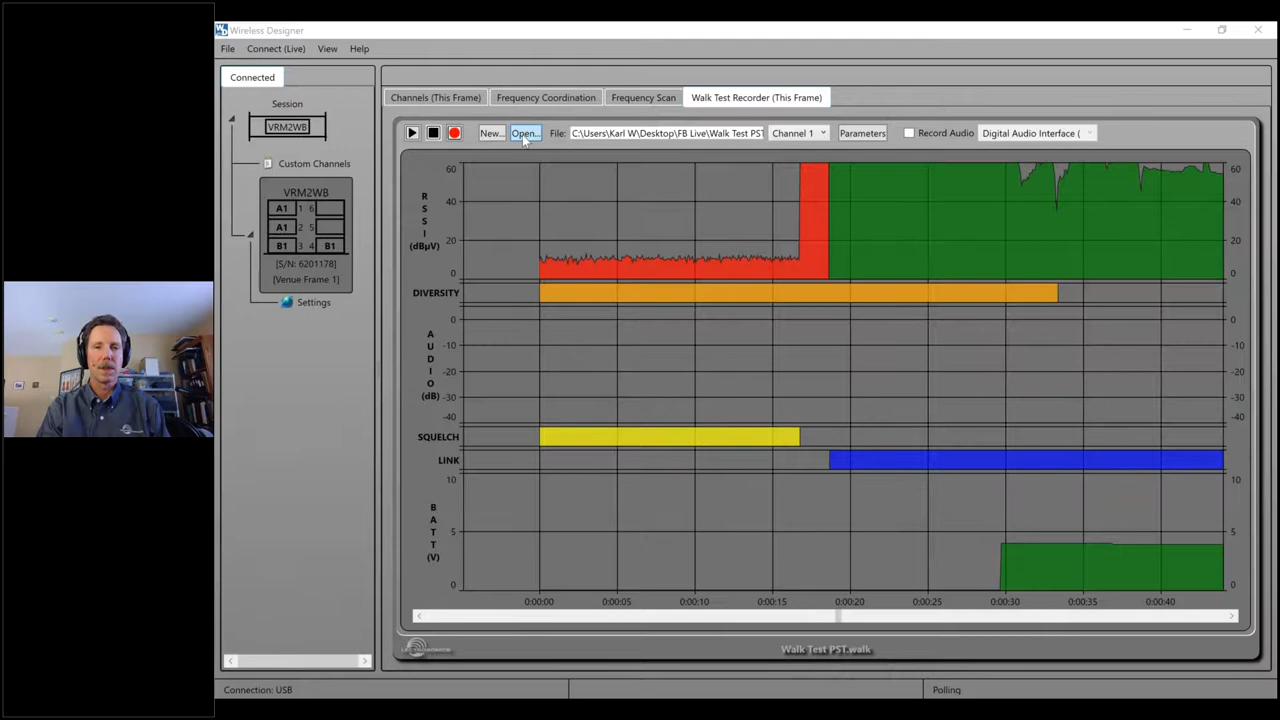 Wireless Designer
File Connect (Live) View Help
Connected
Session
VRM2WB
Custom Channels
VRM2WB
A1 1 6
A1 2 5
B1 3 4 B1
[S/N: 6201178]
[Venue Frame 1]
Settings
Channels (This Frame) Frequency Coordination Frequency Scan Walk Test Recorder (This Frame)
New... Open... File: C:\Users\Karl W\Desktop\FB Live\Walk Test PST Channel 1 Parameters Record Audio Digital Audio Interface (
RSSI
(dBµV)
60 60
40 40
20 20
0 0
DIVERSITY
AUDIO
(dB)
0 0
-10 -10
-20 -20
-30 -30
-40 -40
SQUELCH
LINK
BATT
(V)
10 10
5 5
0 0
0:00:00 0:00:05 0:00:10 0:00:15 0:00:20 0:00:25 0:00:30 0:00:35 0:00:40
Walk Test PST.walk
Connection: USB Polling